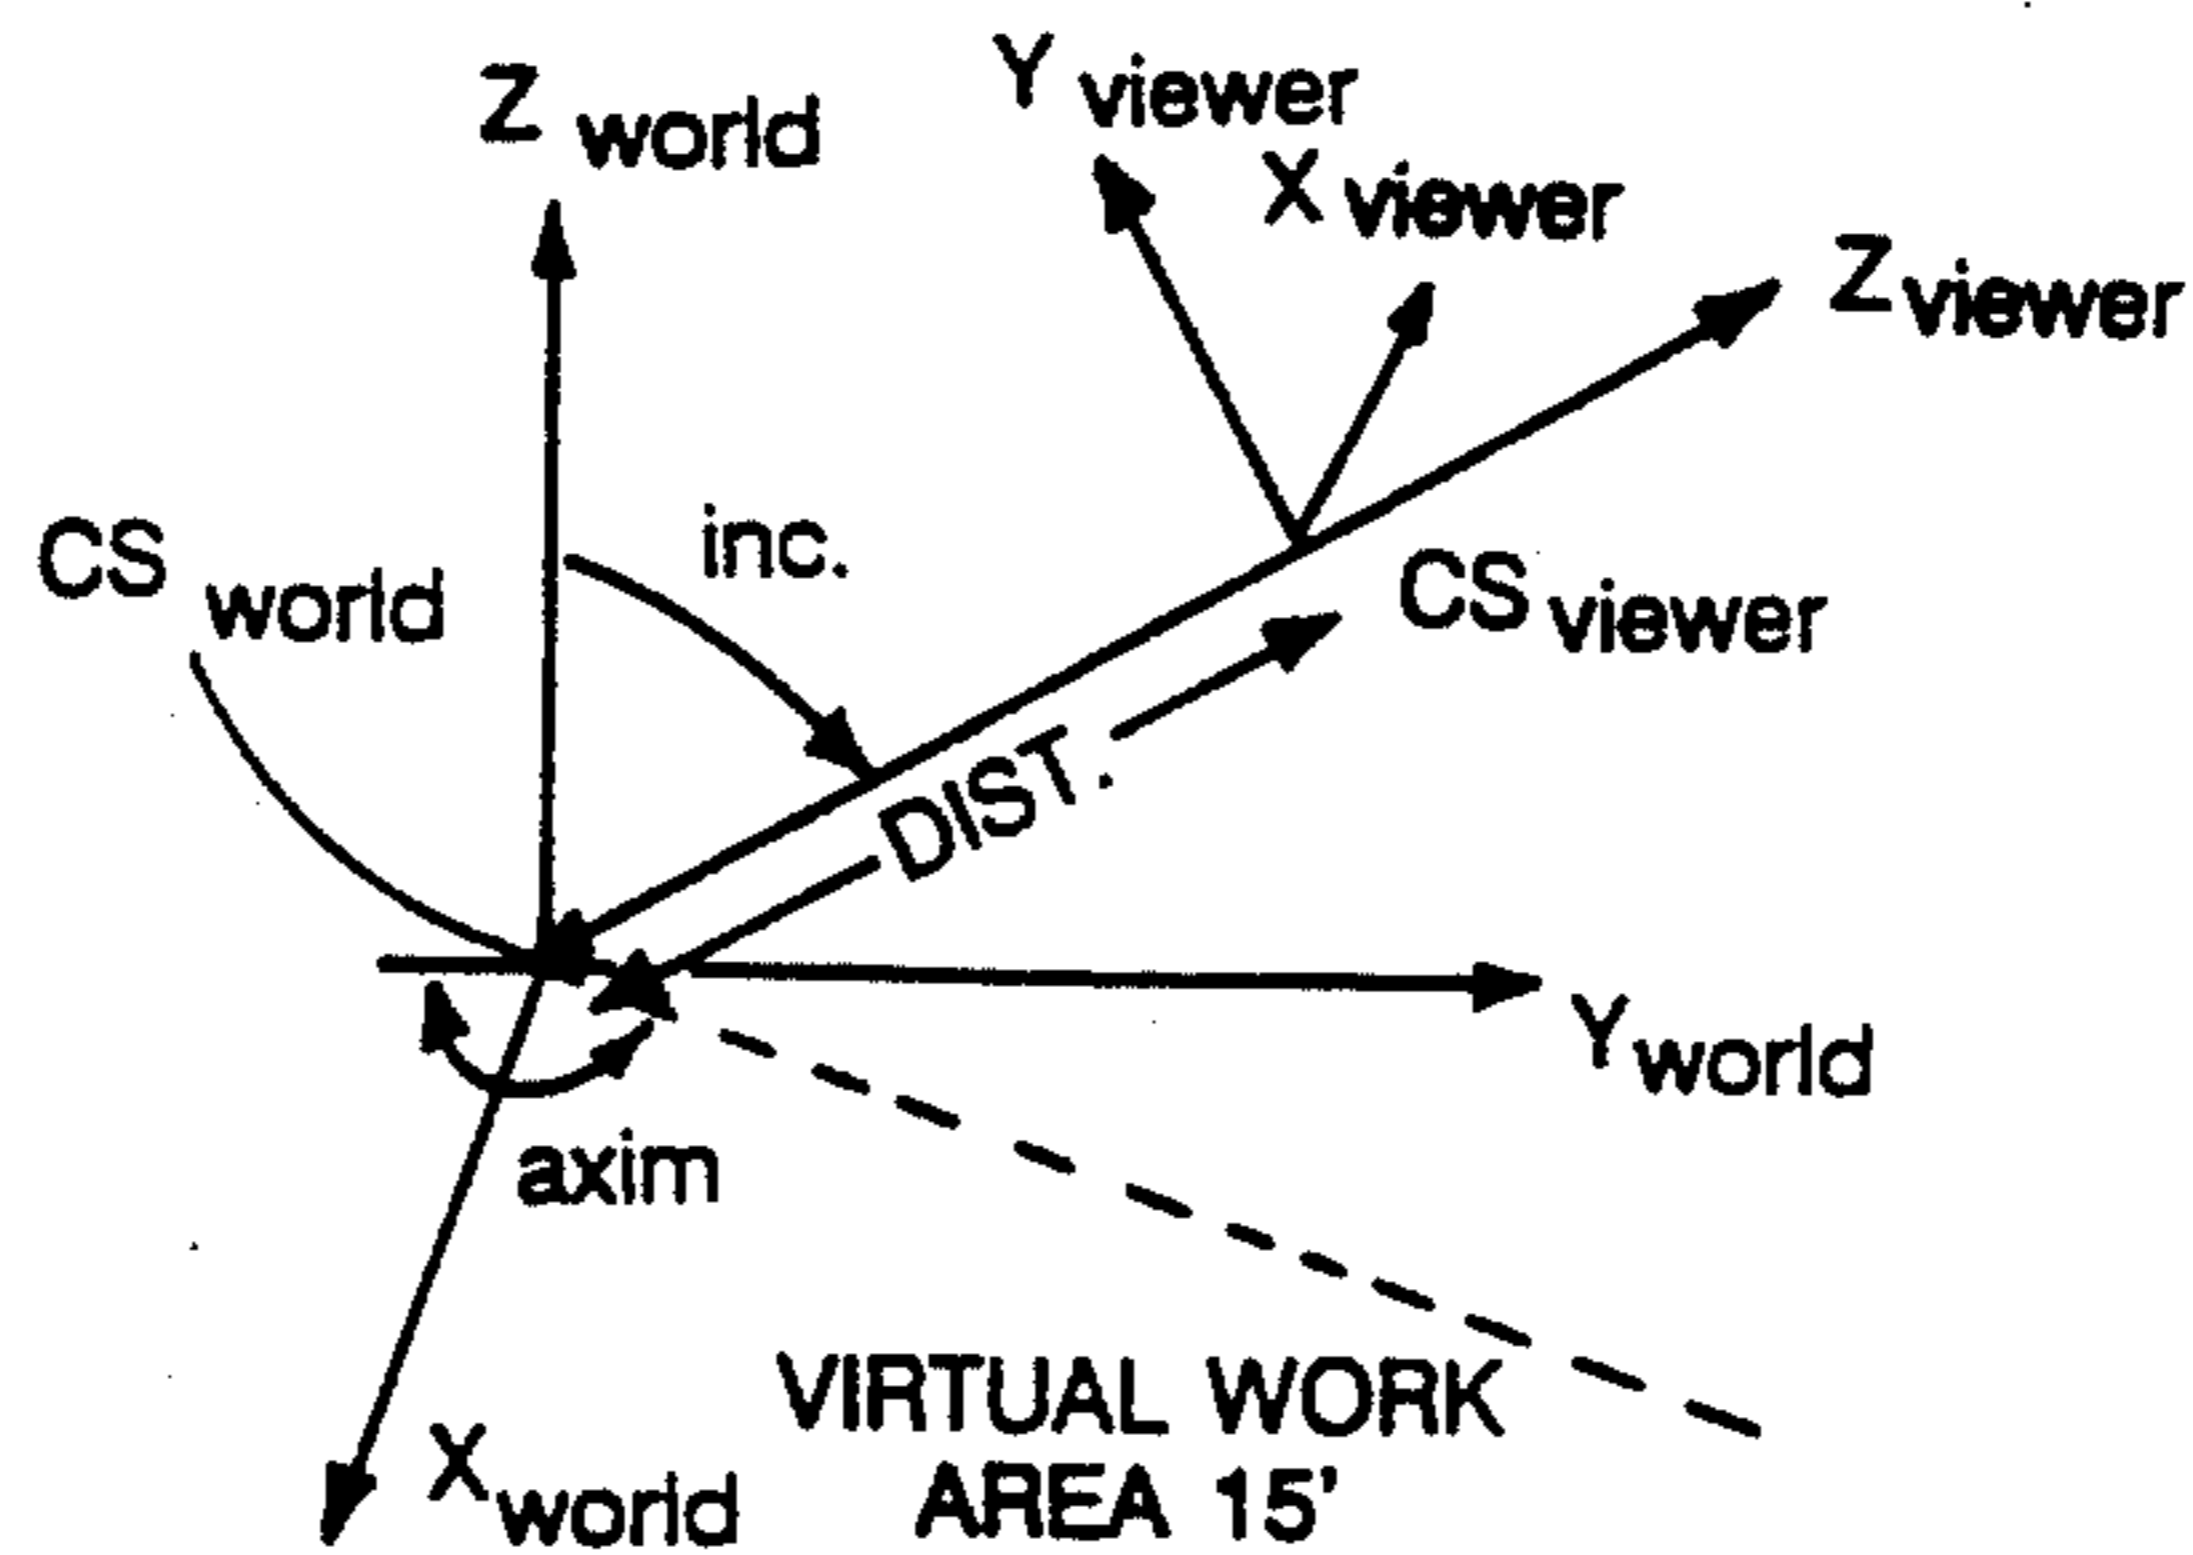 Z world
Y viewer
X viewer
Z viewer
CS world
inc.
CS viewer
DIST.
Y world
axim
X world
VIRTUAL WORK
AREA 15'